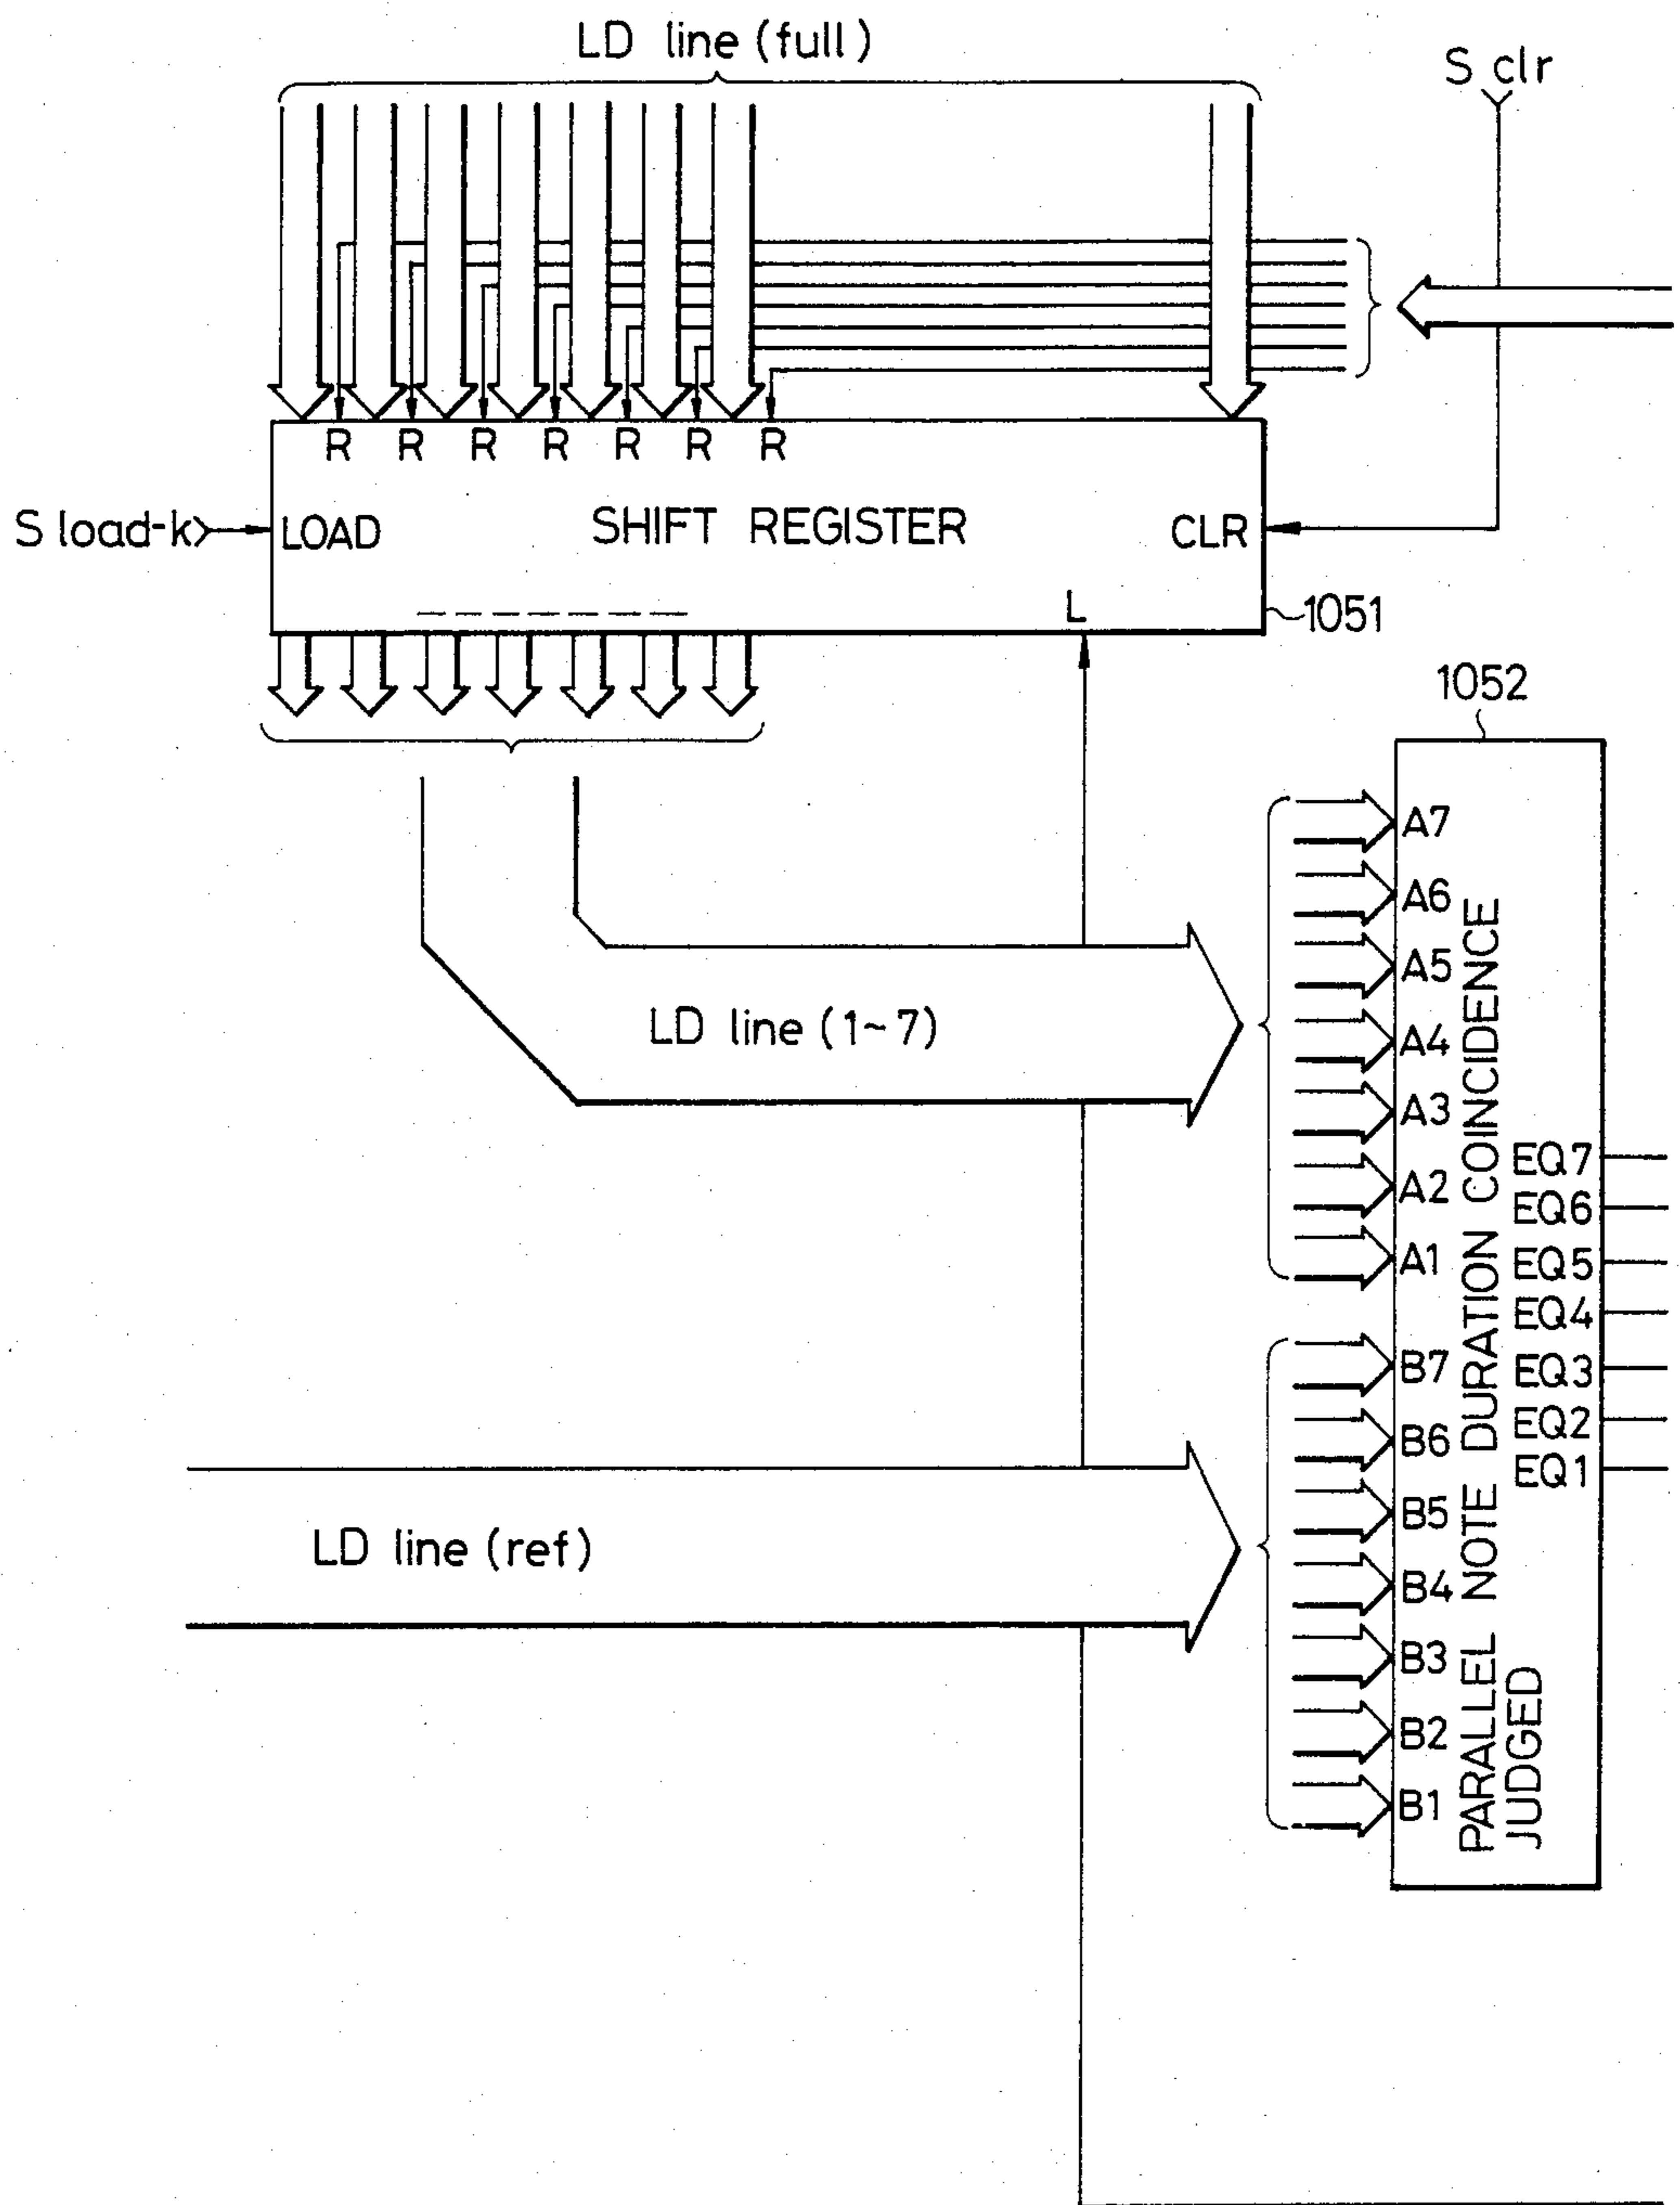 LD line (full)
S clr
R R R R R R R
S load-k
LOAD
SHIFT REGISTER
CLR
L
1051
1052
LD line (1~7)
A7
A6
A5
A4
A3
A2
A1
LD line (ref)
B7
B6
B5
B4
B3
B2
B1
PARALLEL NOTE DURATION COINCIDENCE
JUDGED
EQ7
EQ6
EQ5
EQ4
EQ3
EQ2
EQ1